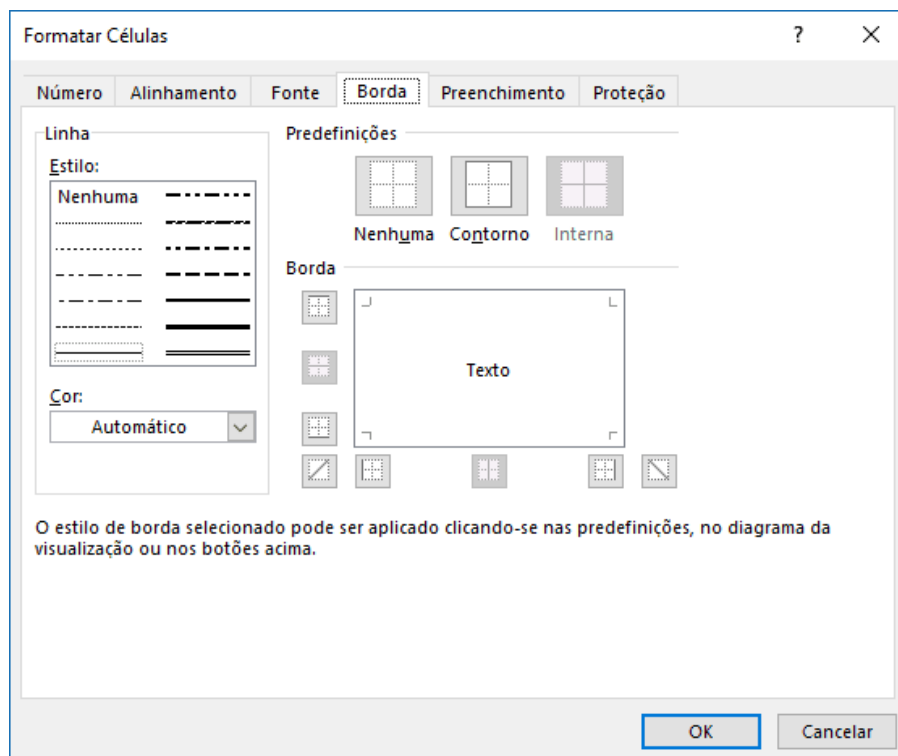 Formatar Células ?
Número Alinhamento Fonte Borda Preenchimento Proteção
Linha
Estilo:
Nenhuma
Cor:
Automático
Predefinições
Nenhuma Contorno Interna
Borda
Texto
O estilo de borda selecionado pode ser aplicado clicando-se nas predefinições, no diagrama da
visualização ou nos botões acima.
OK Cancelar